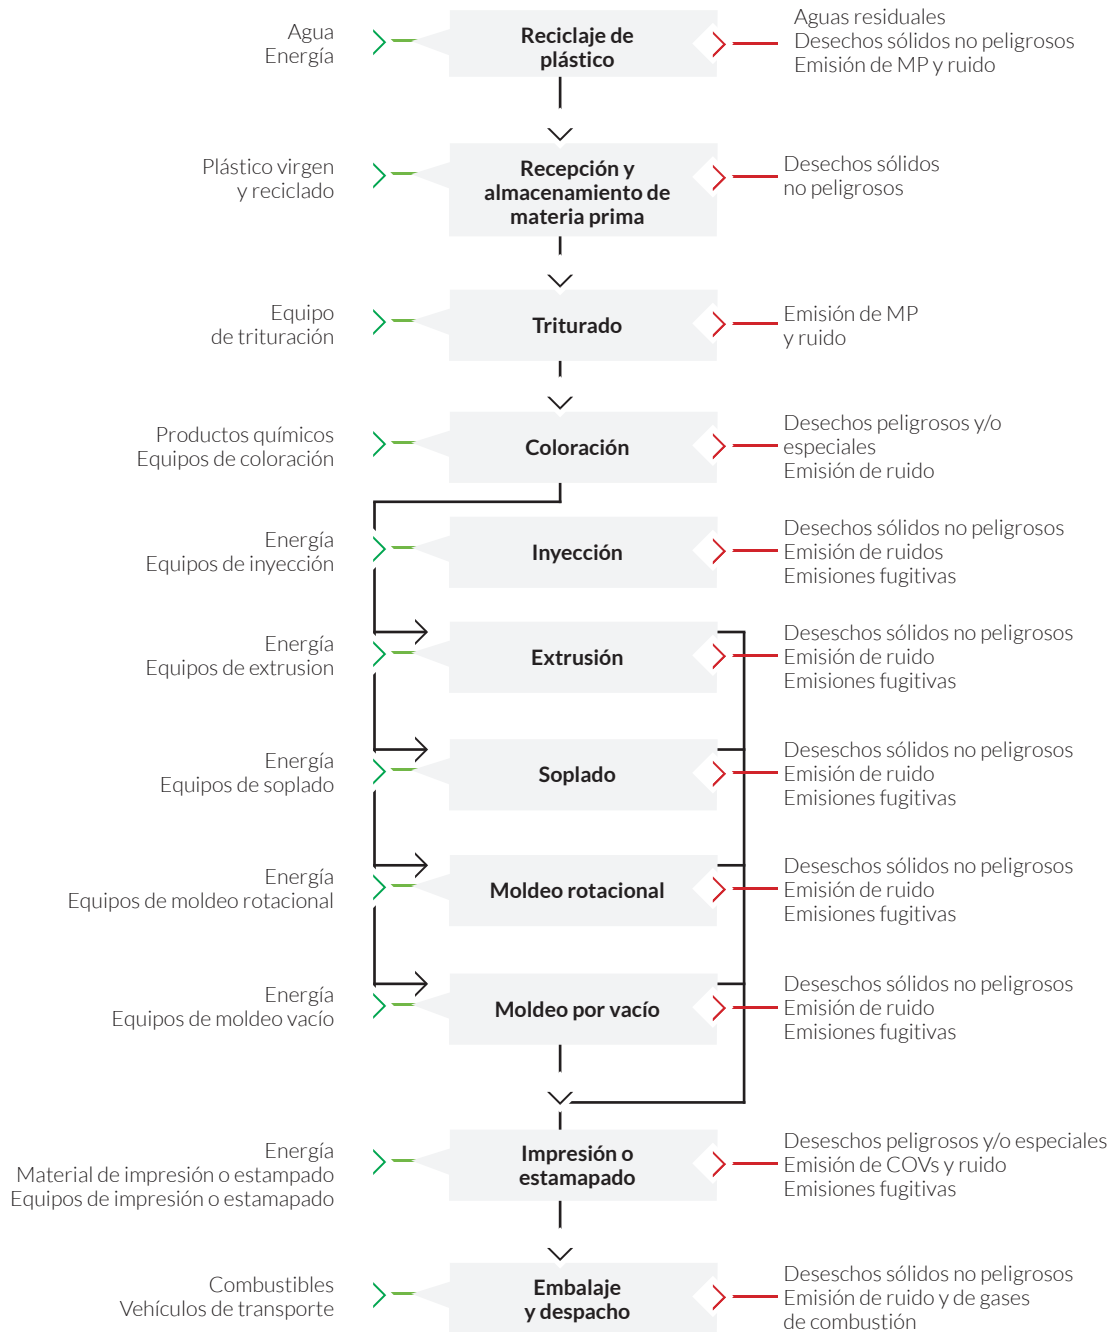 Agua
Energía
Reciclaje de
plástico
Aguas residuales
Desechos sólidos no peligrosos
Emisión de MP y ruido
Plástico virgen
y reciclado
Recepción y
almacenamiento de
materia prima
Desechos sólidos
no peligrosos
Equipo
de trituración
Triturado
Emisión de MP
y ruido
Productos químicos
Equipos de coloración
Coloración
Desechos peligrosos y/o
especiales
Emisión de ruido
Energía
Equipos de inyección
Inyección
Desechos sólidos no peligrosos
Emisión de ruidos
Emisiones fugitivas
Energía
Equipos de extrusion
Extrusión
Deseschos sólidos no peligrosos
Emisión de ruido
Emisiones fugitivas
Energía
Equipos de soplado
Soplado
Deseschos sólidos no peligrosos
Emisión de ruido
Emisiones fugitivas
Energía
Equipos de moldeo rotacional
Moldeo rotacional
Deseschos sólidos no peligrosos
Emisión de ruido
Emisiones fugitivas
Energía
Equipos de moldeo vacío
Moldeo por vacío
Deseschos sólidos no peligrosos
Emisión de ruido
Emisiones fugitivas
Energía
Material de impresión o estampado
Equipos de impresión o estamapado
Impresión o
estamapado
Deseschos peligrosos y/o especiales
Emisión de COVs y ruido
Emisiones fugitivas
Combustibles
Vehículos de transporte
Embalaje
y despacho
Deseschos sólidos no peligrosos
Emisión de ruido y de gases
de combustión